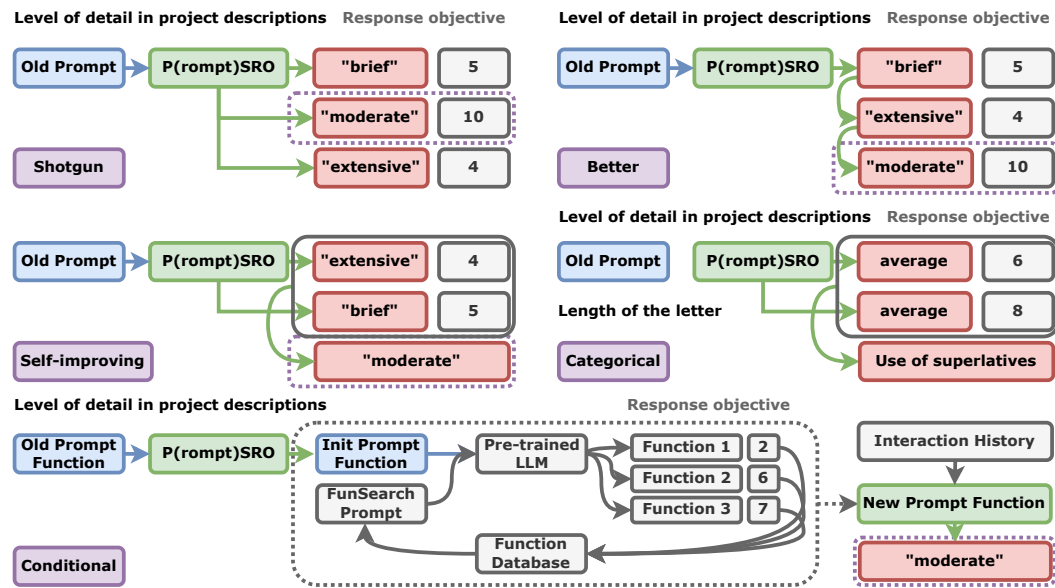 Level of detail in project descriptions Response objective
Old Prompt P(rompt)SRO "brief" 5
"moderate" 10
Shotgun "extensive" 4
Level of detail in project descriptions Response objective
Old Prompt P(rompt)SRO "brief" 5
"extensive" 4
Better "moderate" 10
Old Prompt P(rompt)SRO "extensive" 4
"brief" 5
Self-improving "moderate"
Level of detail in project descriptions Response objective
Old Prompt P(rompt)SRO average 6
Length of the letter average 8
Categorical Use of superlatives
Level of detail in project descriptions Response objective
Old Prompt
Function
P(rompt)SRO
Init Prompt
Function
Pre-trained
LLM
Function 1 2
Function 2 6
Function 3 7
FunSearch
Prompt
Function
Database
Interaction History
New Prompt Function
"moderate"
Conditional